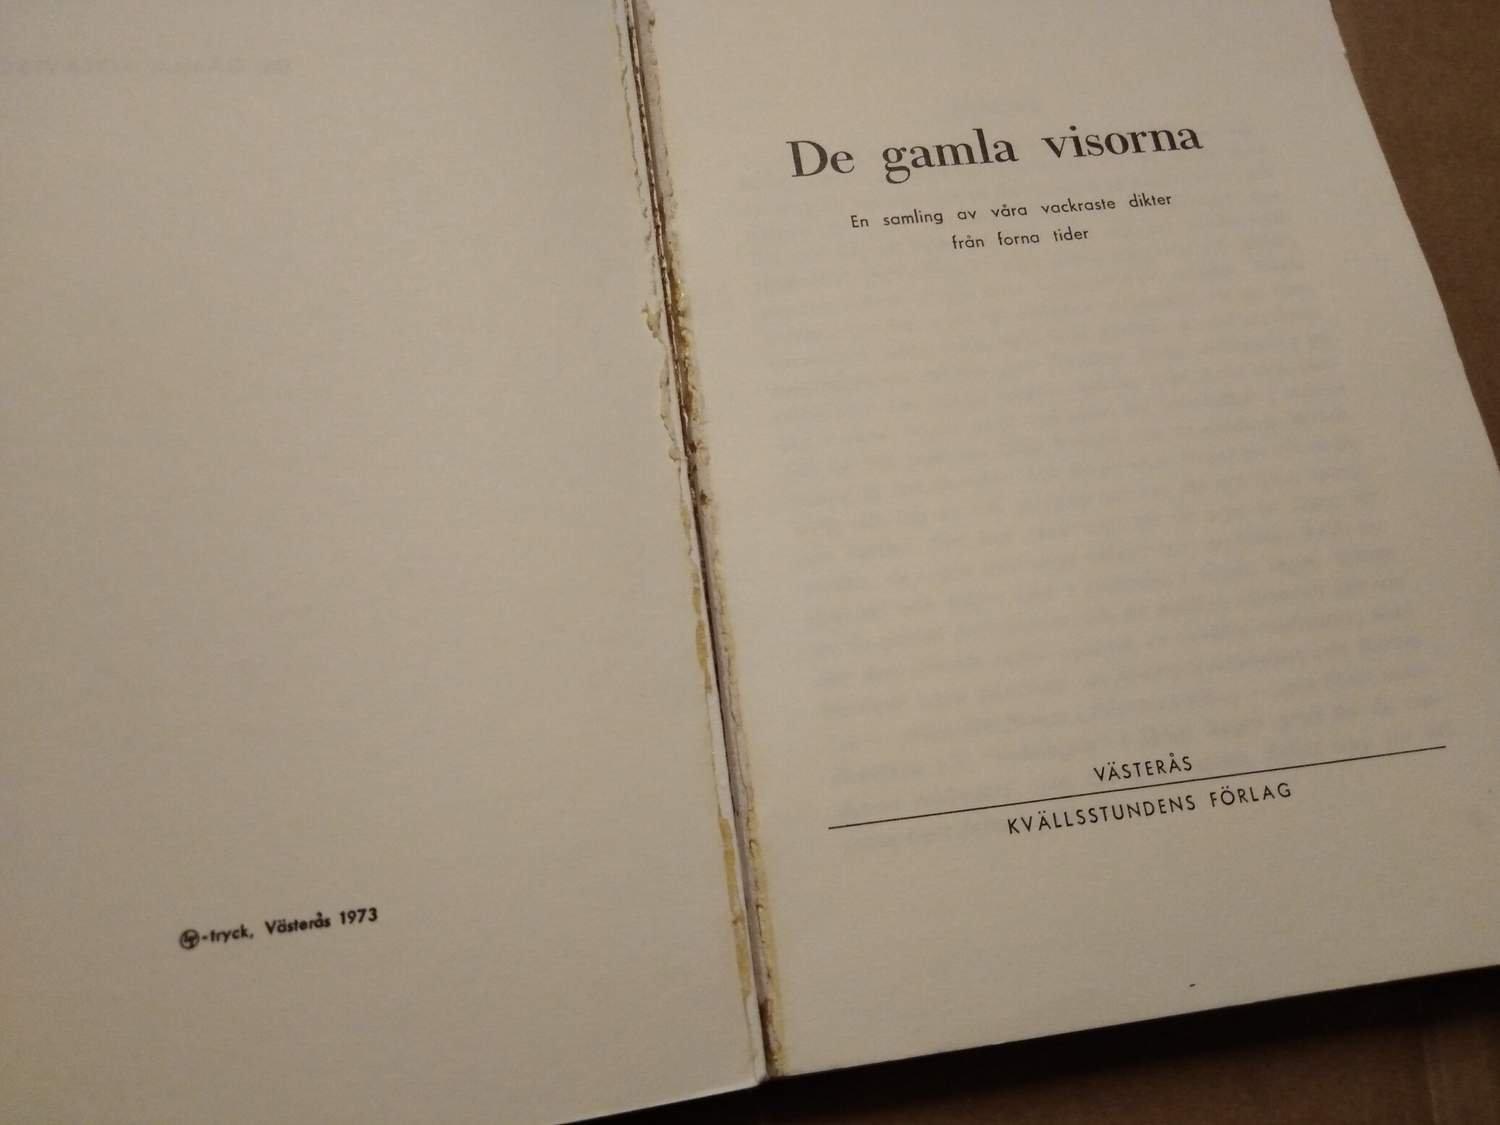 -tryck, Västerås 1973
De gamla visorna
En samling av våra vackraste dikter
från forna tider
VÄSTERÅS
KVÄLLSSTUNDENS FÖRLAG